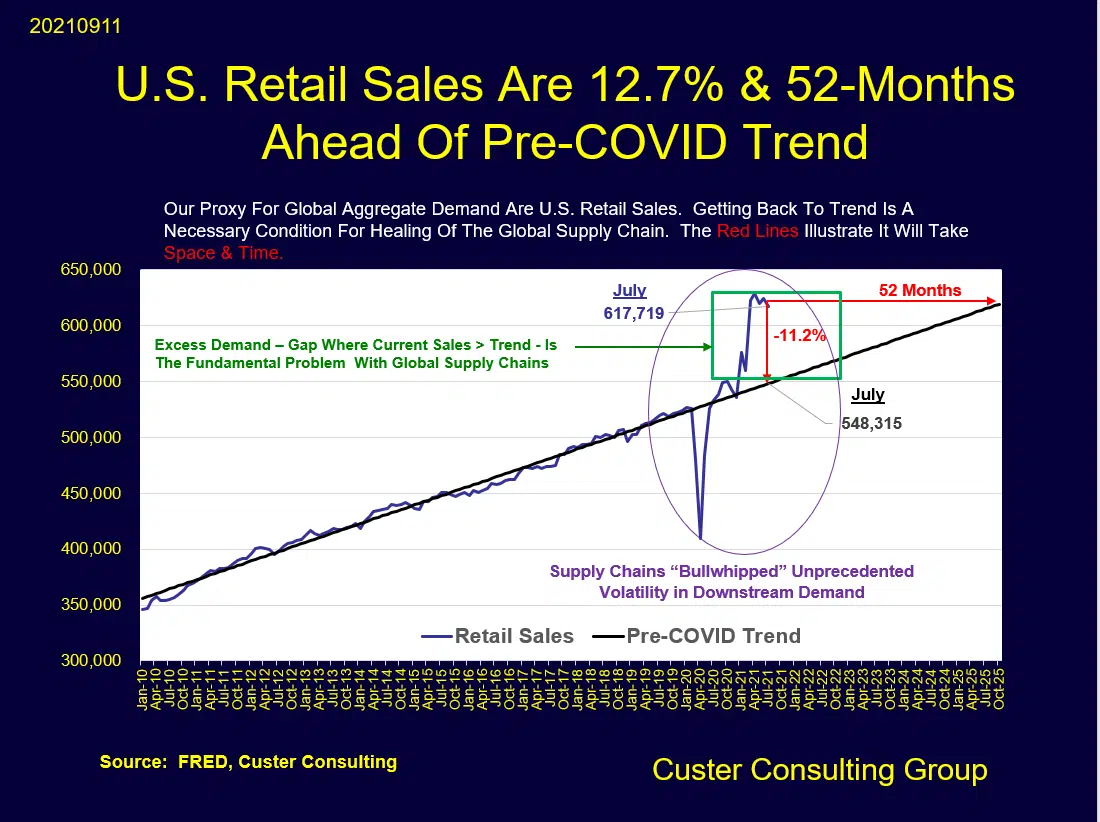 20210911
U.S. Retail Sales Are 12.7% & 52-Months
Ahead Of Pre-COVID Trend
Our Proxy For Global Aggregate Demand Are U.S. Retail Sales.  Getting Back To Trend Is A
Necessary Condition For Healing Of The Global Supply Chain.  The Red Lines Illustrate It Will Take
Space & Time.
650,000
600,000
550,000
500,000
450,000
400,000
350,000
300,000
July
617,719
52 Months
-11.2%
Excess Demand – Gap Where Current Sales > Trend - Is
The Fundamental Problem  With Global Supply Chains
July
548,315
Supply Chains “Bullwhipped” Unprecedented
Volatility in Downstream Demand
Retail Sales
Pre-COVID Trend
Jan-10
Apr-10
Jul-10
Oct-10
Jan-11
Apr-11
Jul-11
Oct-11
Jan-12
Apr-12
Jul-12
Oct-12
Jan-13
Apr-13
Jul-13
Oct-13
Jan-14
Apr-14
Jul-14
Oct-14
Jan-15
Apr-15
Jul-15
Oct-15
Jan-16
Apr-16
Jul-16
Oct-16
Jan-17
Apr-17
Jul-17
Oct-17
Jan-18
Apr-18
Jul-18
Oct-18
Jan-19
Apr-19
Jul-19
Oct-19
Jan-20
Apr-20
Jul-20
Oct-20
Jan-21
Apr-21
Jul-21
Oct-21
Jan-22
Apr-22
Jul-22
Oct-22
Jan-23
Apr-23
Jul-23
Oct-23
Jan-24
Apr-24
Jul-24
Oct-24
Jan-25
Apr-25
Jul-25
Oct-25
Source:  FRED, Custer Consulting
Custer Consulting Group